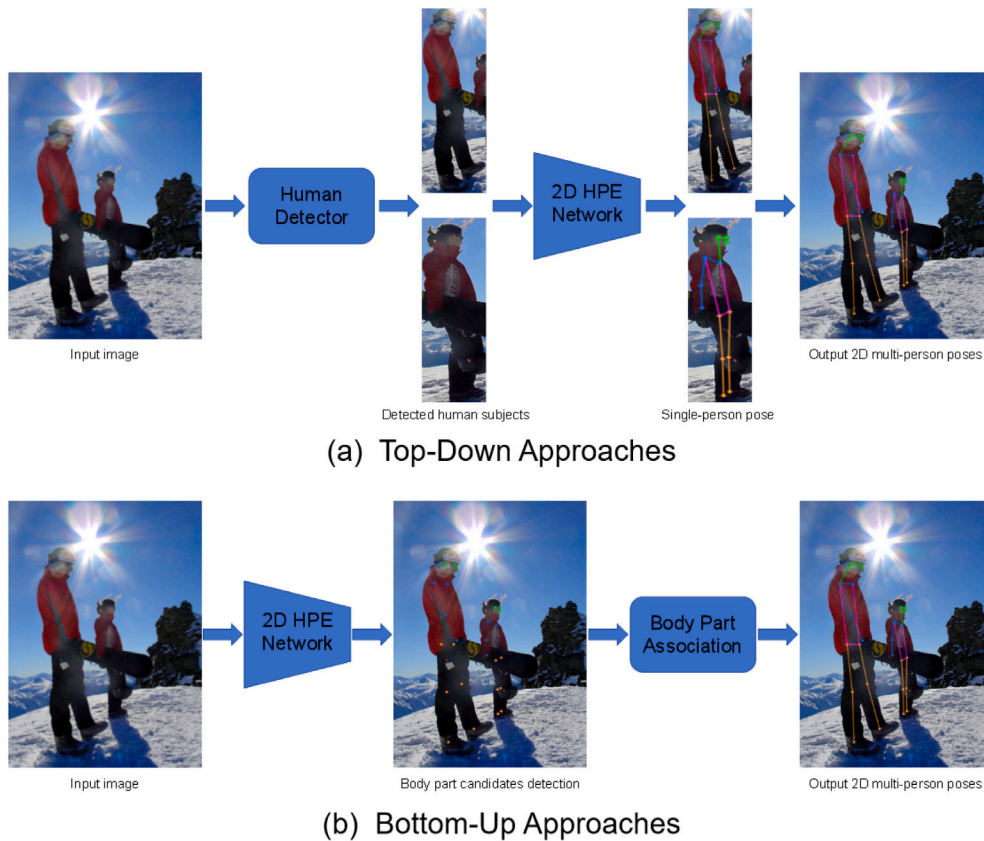 Human
Detector
2D HPE
Network
Input image
Output 2D multi-person poses
Detected human subjects
Single-person pose
(a) Top-Down Approaches
2D HPE
Network
Body Part
Association
Input image
Body part candidates detection
Output 2D multi-person poses
(b) Bottom-Up Approaches